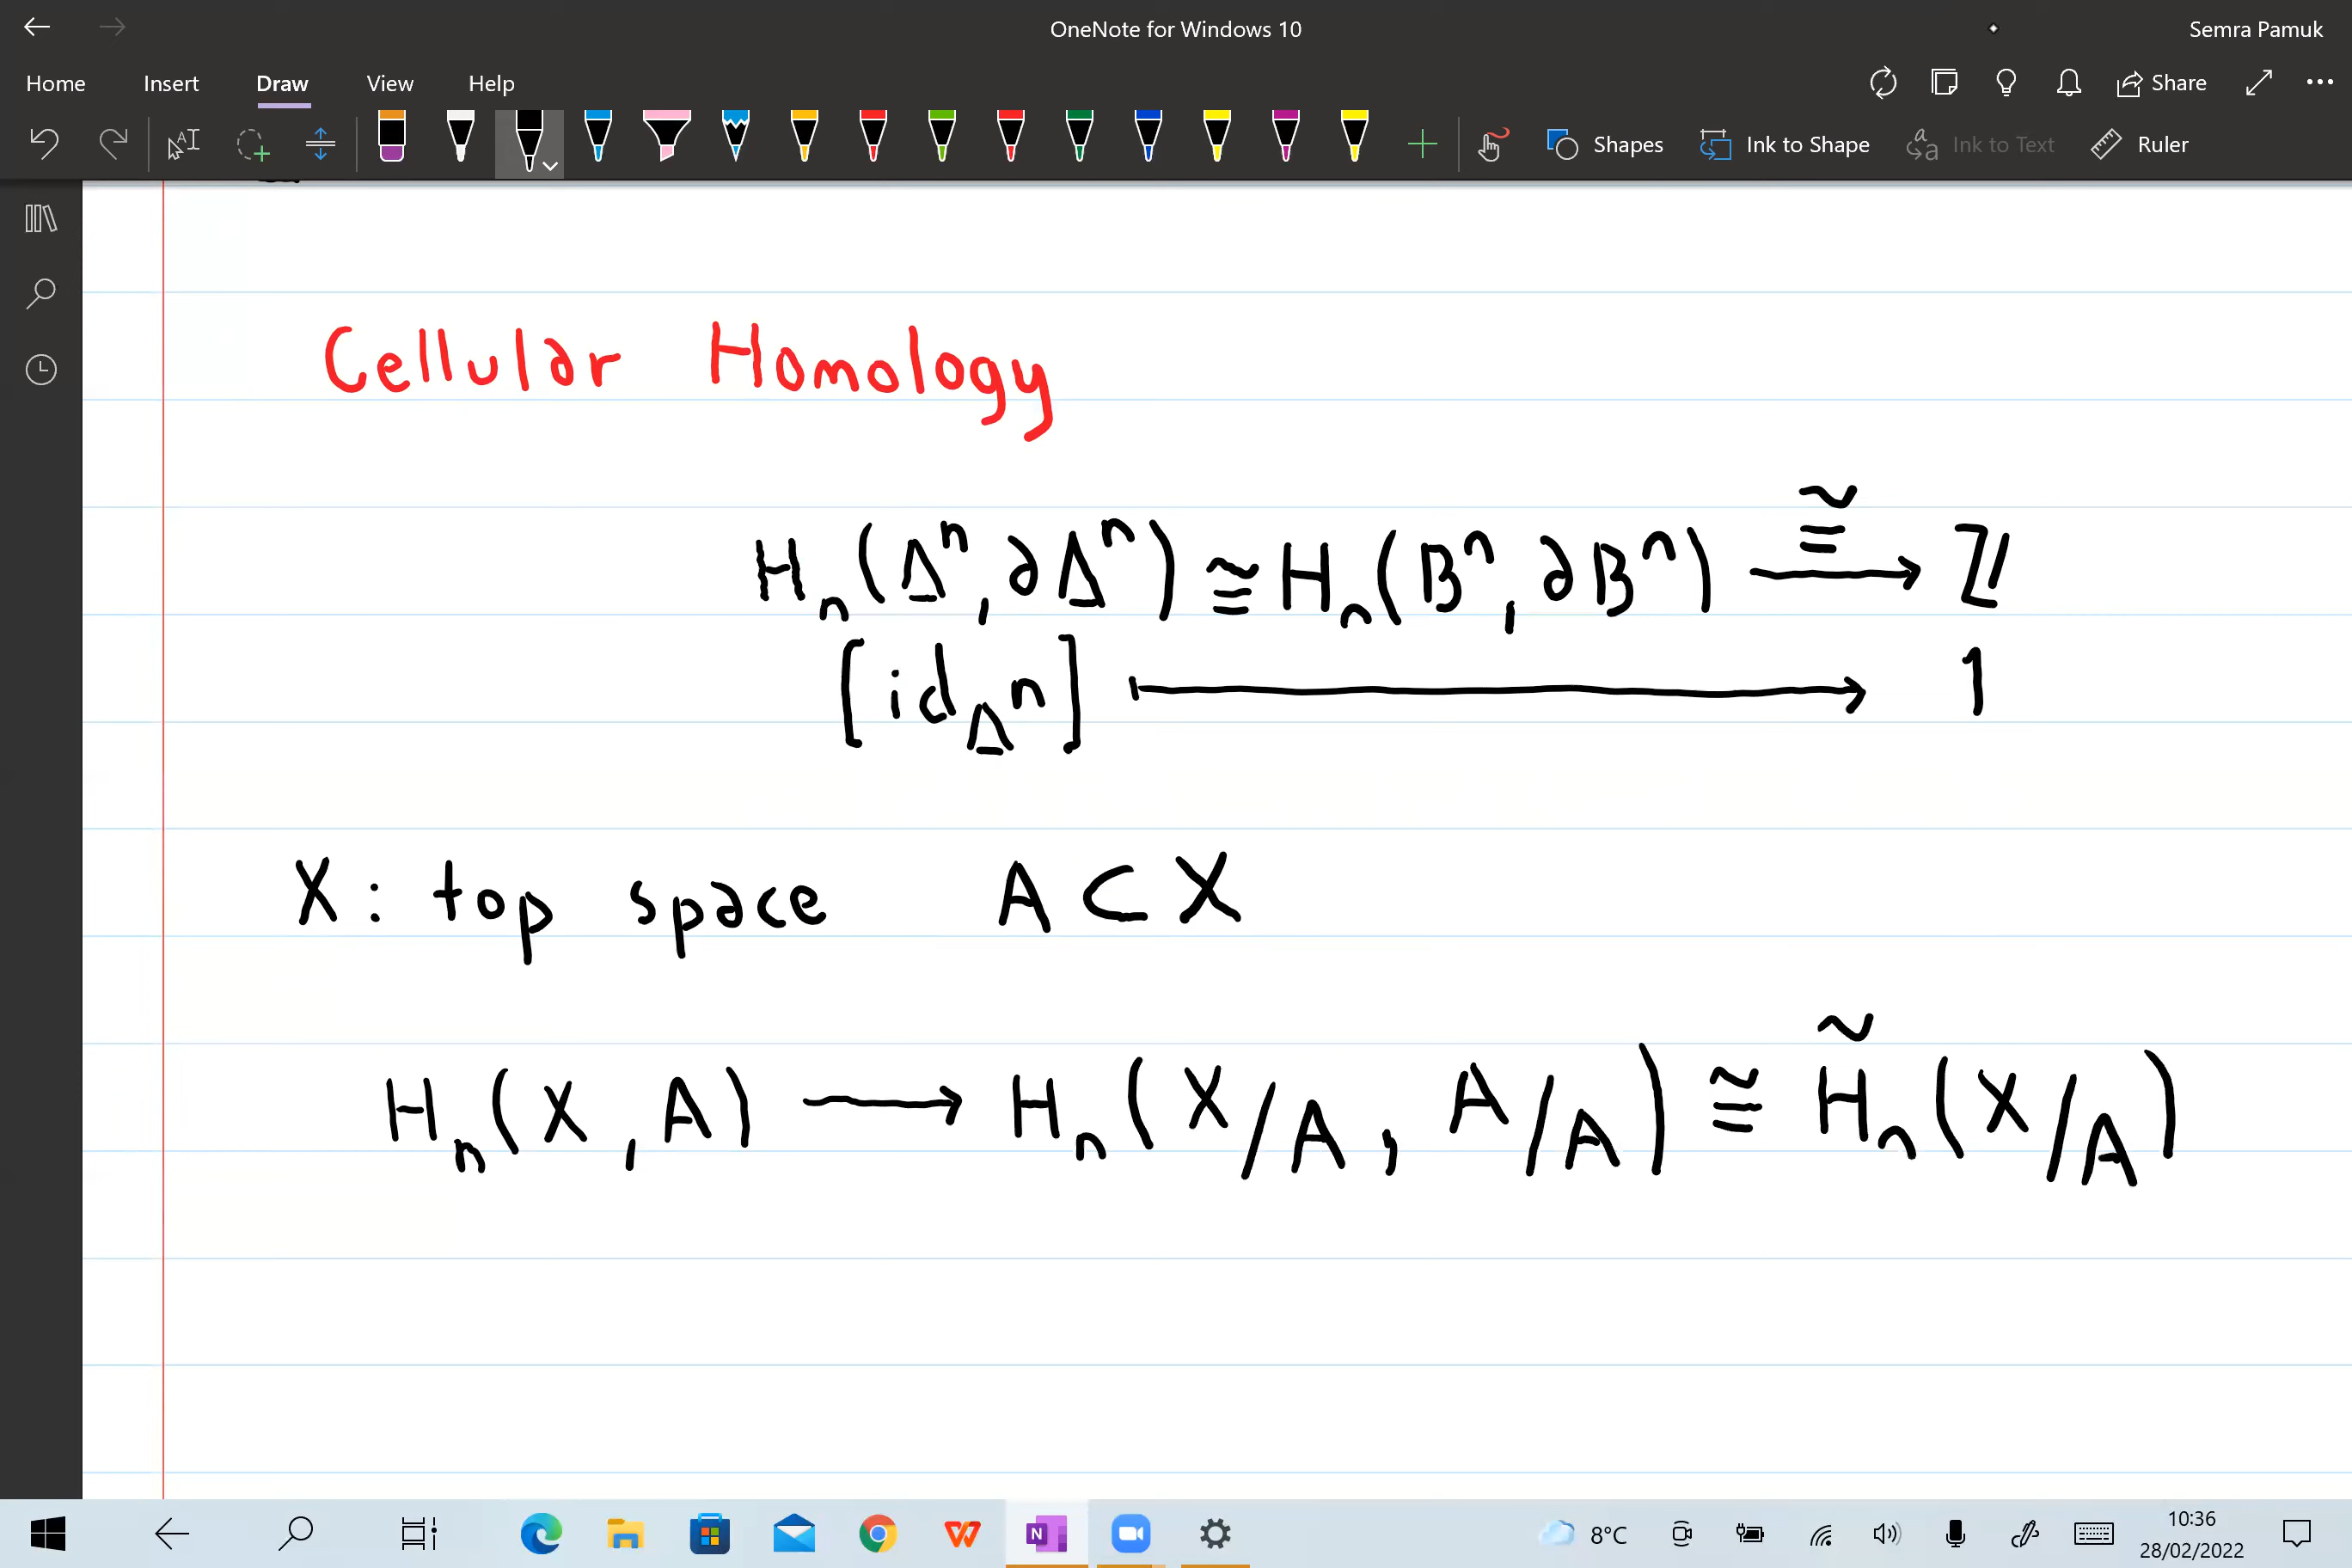 OneNote for Windows 10
Semra Pamuk
Home Insert Draw View Help
Share
Shapes Ink to Shape Ink to Text Ruler
Cellular Homology
Hₙ(Δⁿ, ∂Δⁿ) ≅ Hₙ(Bⁿ, ∂Bⁿ) ≅⟶ ℤ
[id_Δⁿ] ⟼ 1
X: top space A ⊂ X
Hₙ(X, A) ⟶ Hₙ(X/A, A/A) ≅ H̃ₙ(X/A)
8°C
10:36
28/02/2022